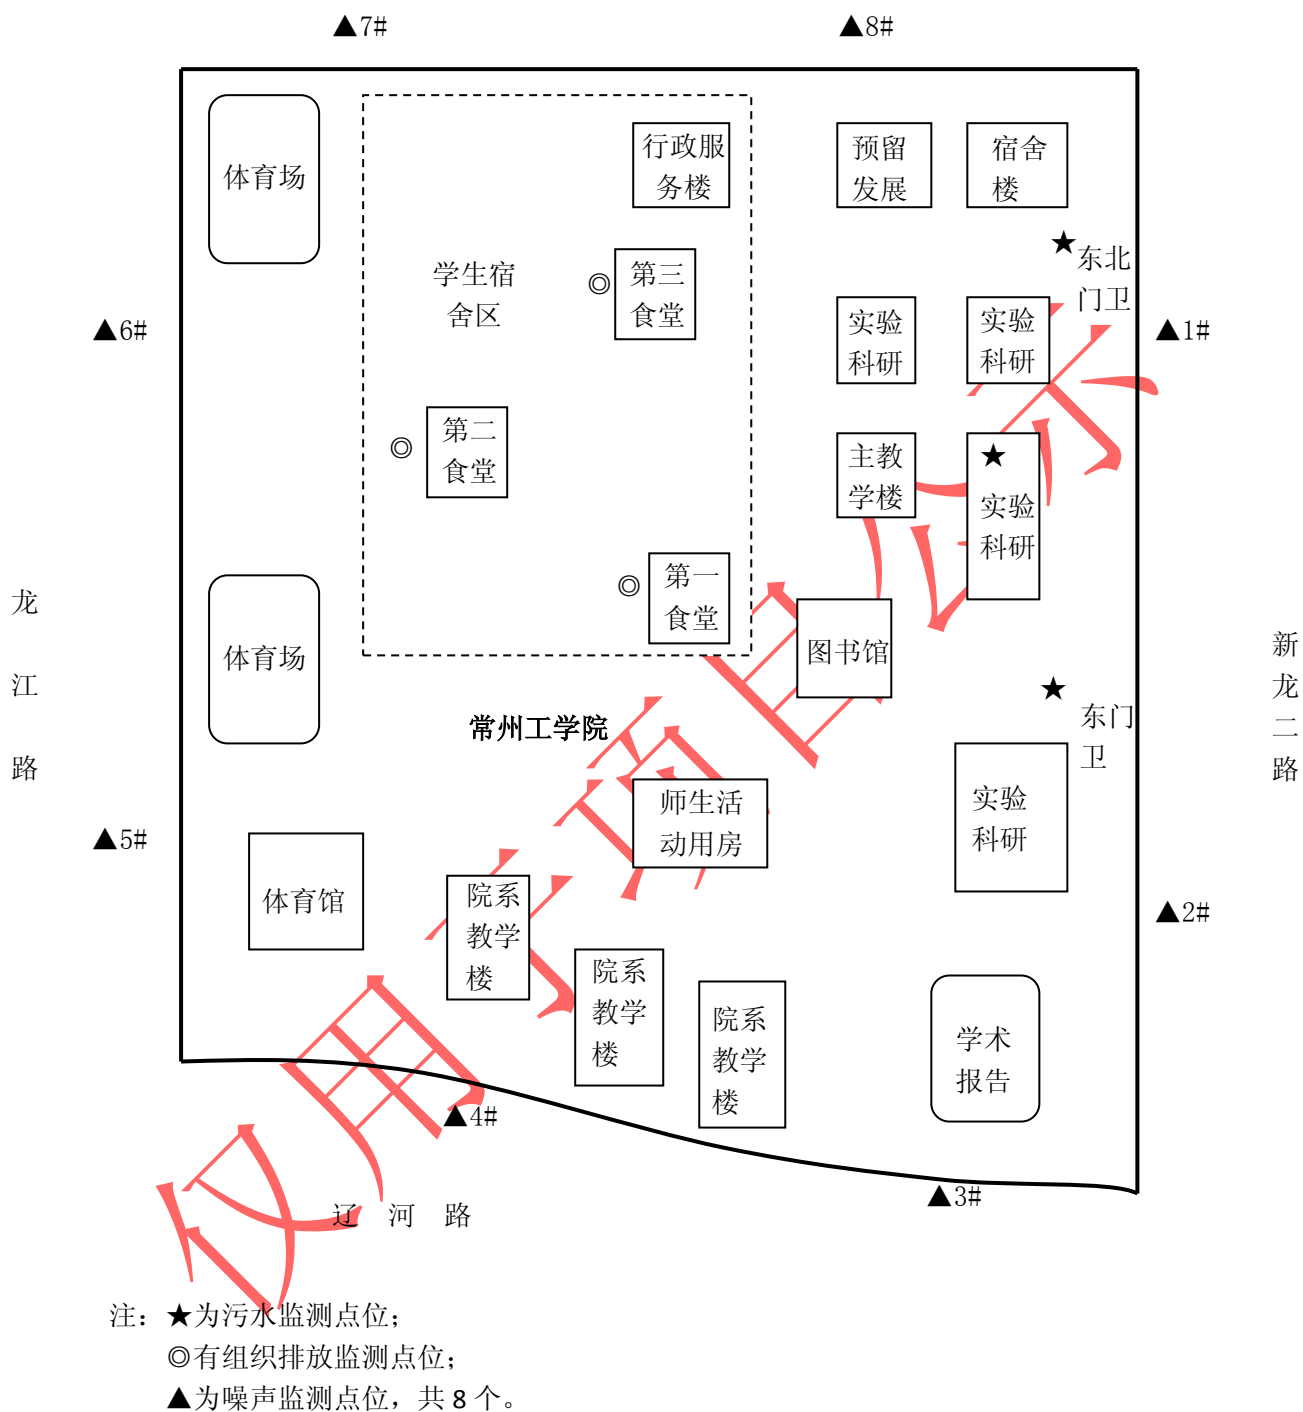 ▲7#
▲8#
体育场
行政服
务楼
预留
发展
宿舍
楼
★
东北
门卫
学生宿
舍区
◎
第三
食堂
▲6#
实验
科研
实验
科研
▲1#
◎
第二
食堂
主教
学楼
★
实验
科研
◎
第一
食堂
龙
江
路
体育场
图书馆
新
龙
二
路
★
东门
卫
常州工学院
师生活
动用房
实验
科研
▲5#
体育馆
院系
教学
楼
▲2#
院系
教学
楼
院系
教学
楼
学术
报告
▲4#
▲3#
辽 河 路
仅用于项目公示
注：★为污水监测点位；
◎有组织排放监测点位；
▲为噪声监测点位，共 8 个。